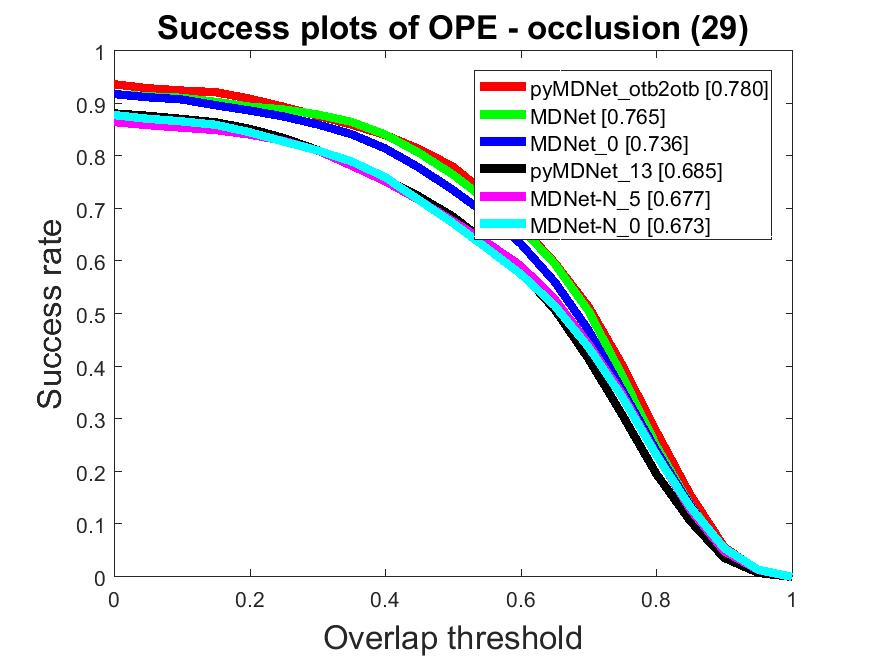 Success plots of OPE - occlusion (29)
pyMDNet_otb2otb [0.780]
MDNet [0.765]
MDNet_0 [0.736]
pyMDNet_13 [0.685]
MDNet-N_5 [0.677]
MDNet-N_0 [0.673]
Success rate
1
0.9
0.8
0.7
0.6
0.5
0.4
0.3
0.2
0.1
0
0 0.2 0.4 0.6 0.8 1
Overlap threshold